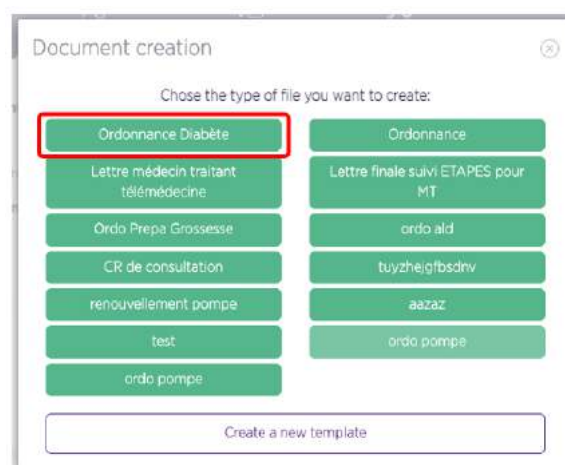 Document creation
Chose the type of file you want to create:
Ordonnance Diabète
Ordonnance
Lettre médecin traitant
télémédecine
Lettre finale suivi ETAPES pour
MT
Ordo Prepa Grossesse
ordo ald
CR de consultation
tuyzhejgfbsdnv
renouvellement pompe
aazaz
test
ordo pompe
ordo pompe
Create a new template